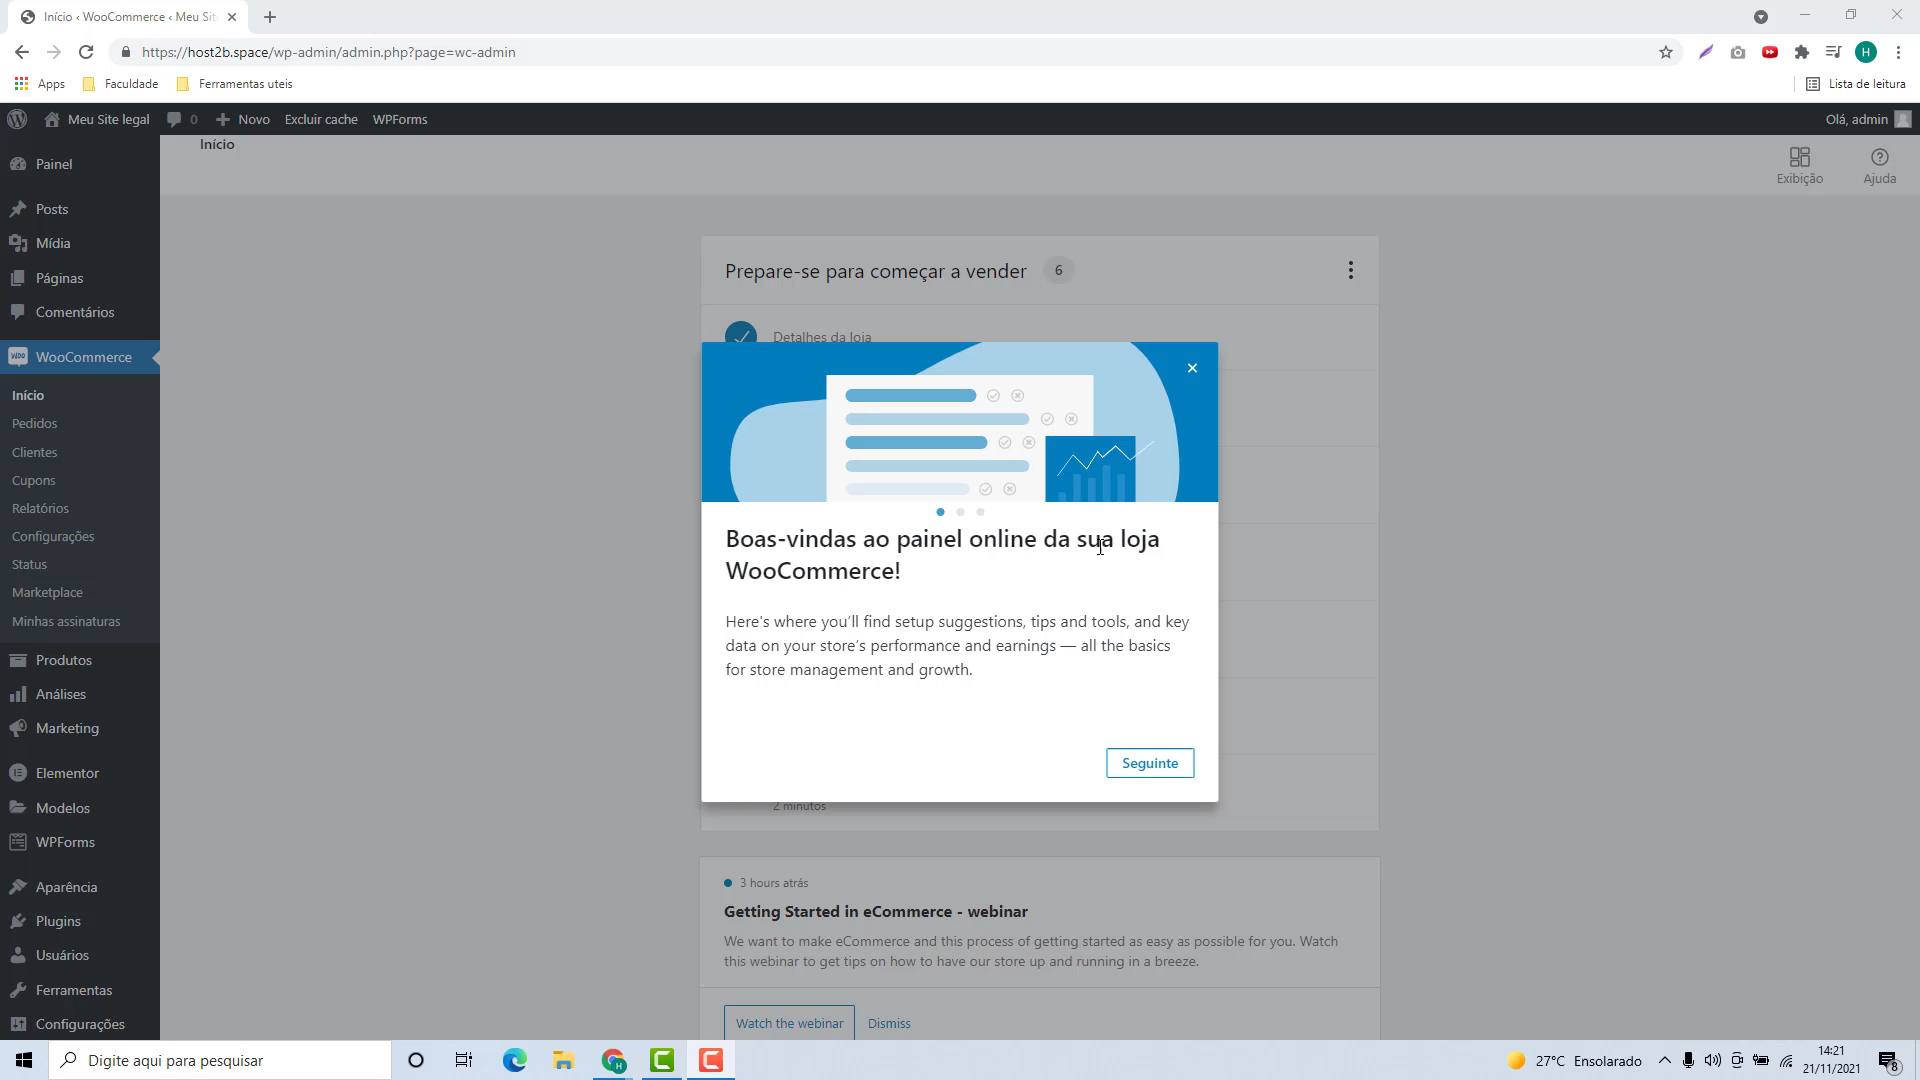 Início ‹ WooCommerce ‹ Meu Sit
https://host2b.space/wp-admin/admin.php?page=wc-admin
H
Apps
Faculdade
Ferramentas uteis
Lista de leitura
Meu Site legal
0
Novo
Excluir cache
WPForms
Olá, admin
Início
Exibição
Ajuda
Painel
Posts
Mídia
Páginas
Comentários
WooCommerce
Início
Pedidos
Clientes
Cupons
Relatórios
Configurações
Status
Marketplace
Minhas assinaturas
Produtos
Análises
Marketing
Elementor
Modelos
WPForms
Aparência
Plugins
Usuários
Ferramentas
Configurações
Prepare-se para começar a vender 6
Detalhes da loja
Boas-vindas ao painel online da sua loja
WooCommerce!
Here's where you'll find setup suggestions, tips and tools, and key
data on your store's performance and earnings — all the basics
for store management and growth.
Seguinte
2 minutos
3 hours atrás
Getting Started in eCommerce - webinar
We want to make eCommerce and this process of getting started as easy as possible for you. Watch
this webinar to get tips on how to have our store up and running in a breeze.
Watch the webinar
Dismiss
Digite aqui para pesquisar
27°C Ensolarado
14:21
21/11/2021
8